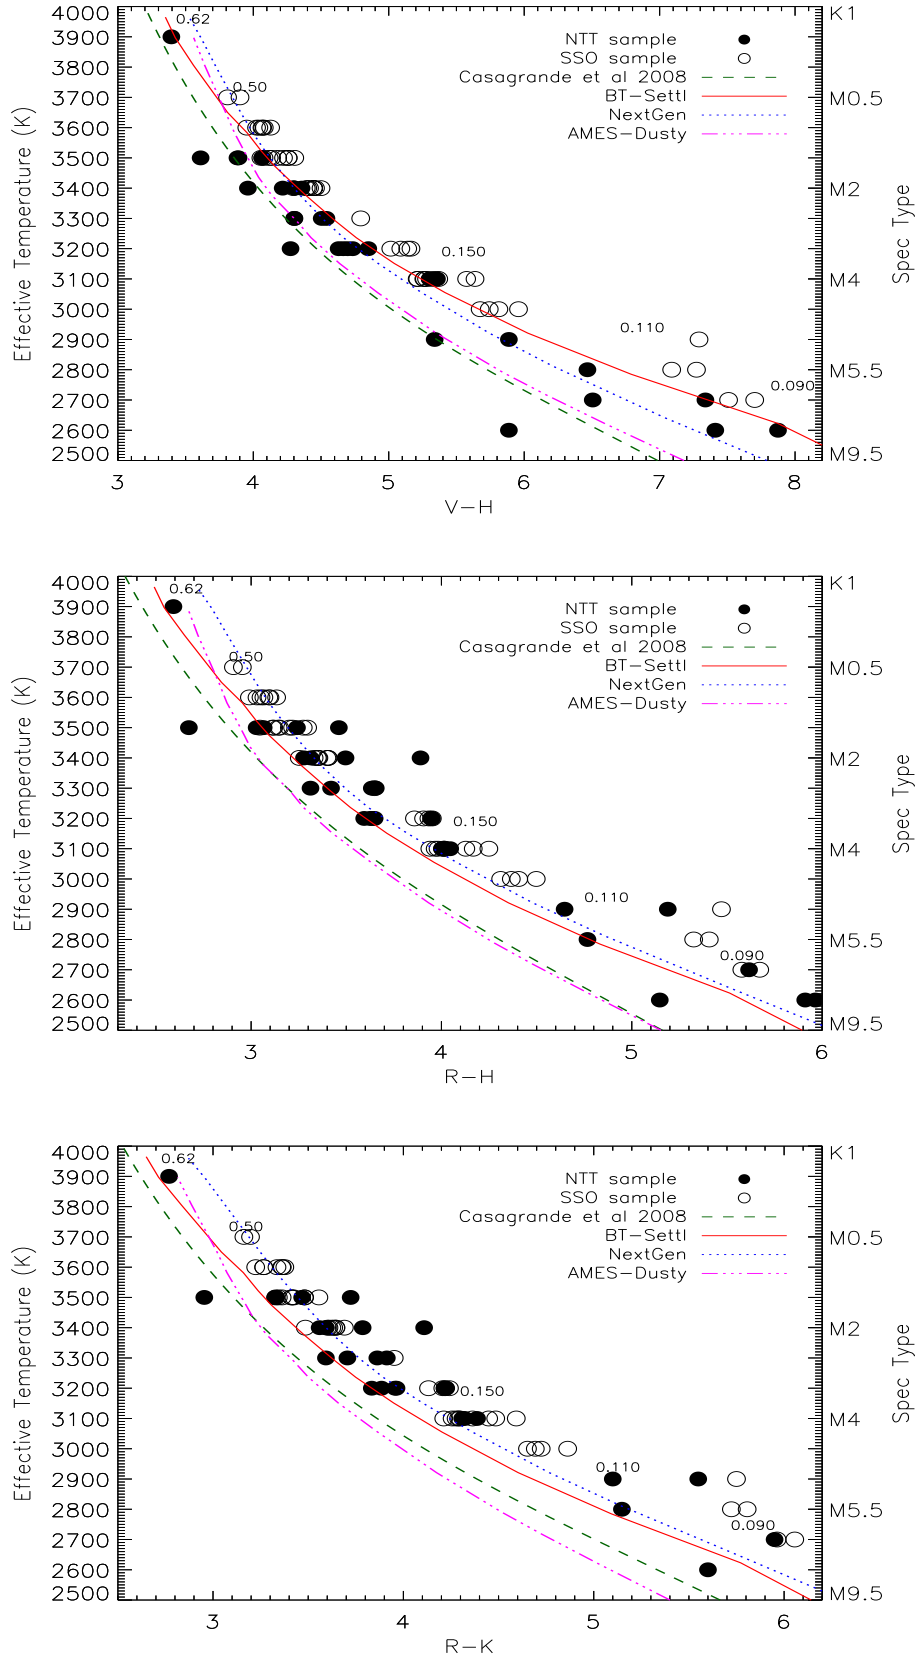 4000
3900
3800
3700
3600
3500
3400
3300
3200
3100
3000
2900
2800
2700
2600
2500
Effective Temperature (K)
0.62
0.50
0.150
0.110
0.090
NTT sample
SSO sample
Casagrande et al 2008
BT-Settl
NextGen
AMES-Dusty
K1
M0.5
M2
M4
M5.5
M9.5
Spec Type
3 4 5 6 7 8
V-H
4000
3900
3800
3700
3600
3500
3400
3300
3200
3100
3000
2900
2800
2700
2600
2500
Effective Temperature (K)
0.62
0.50
0.150
0.110
0.090
NTT sample
SSO sample
Casagrande et al 2008
BT-Settl
NextGen
AMES-Dusty
K1
M0.5
M2
M4
M5.5
M9.5
Spec Type
3 4 5 6
R-H
4000
3900
3800
3700
3600
3500
3400
3300
3200
3100
3000
2900
2800
2700
2600
2500
Effective Temperature (K)
0.62
0.50
0.150
0.110
0.090
NTT sample
SSO sample
Casagrande et al 2008
BT-Settl
NextGen
AMES-Dusty
K1
M0.5
M2
M4
M5.5
M9.5
Spec Type
3 4 5 6
R-K